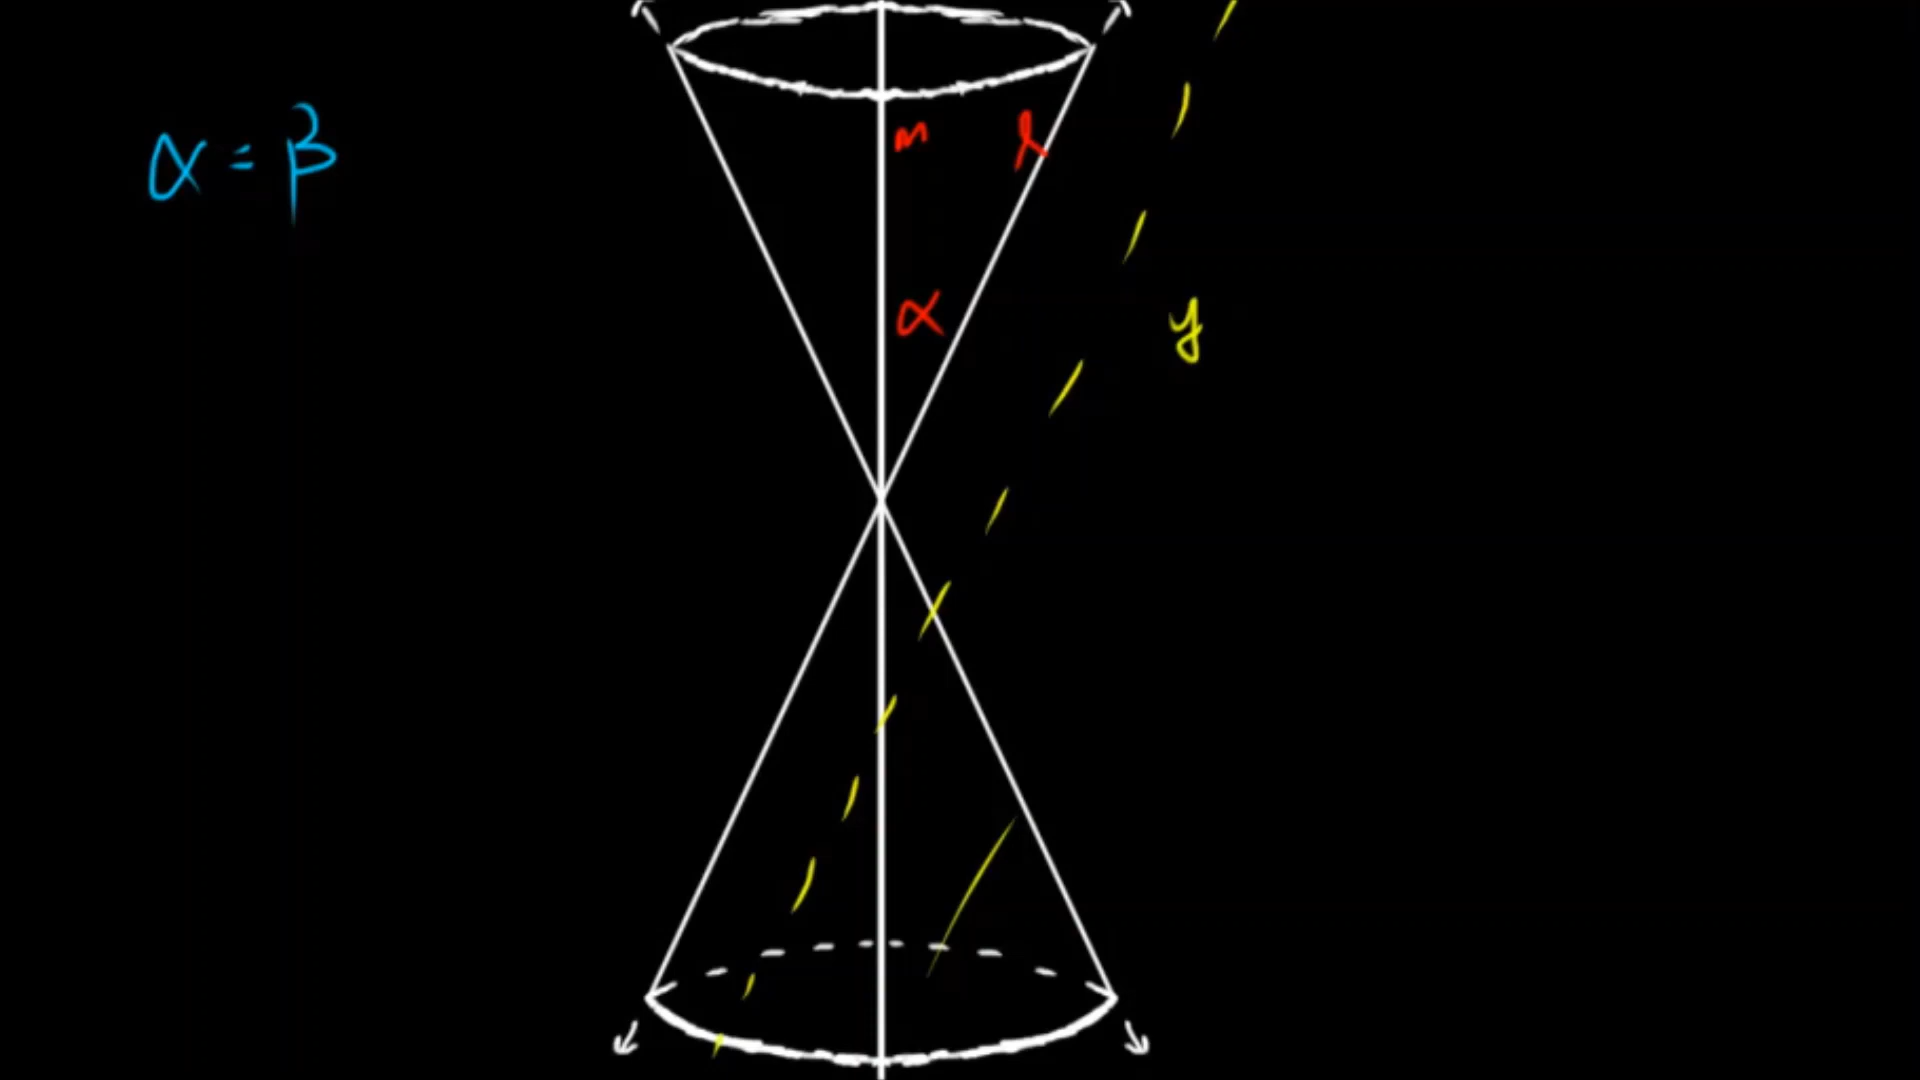 α = β
m l
α
y